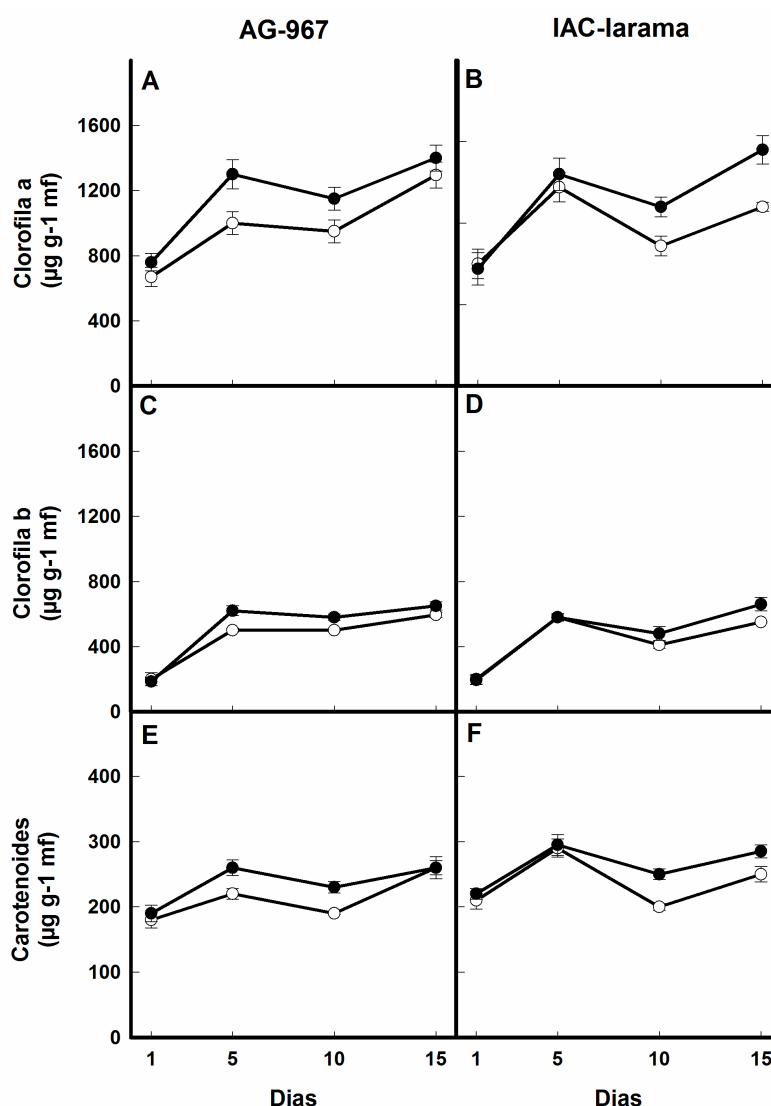 AG-967
IAC-Iarama
A
B
1600
1200
800
400
0
Clorofila a
(µg g-1 mf)
C
D
1600
1200
800
400
0
Clorofila b
(µg g-1 mf)
E
F
400
300
200
100
0
Carotenoides
(µg g-1 mf)
1 5 10 15
1 5 10 15
Dias
Dias